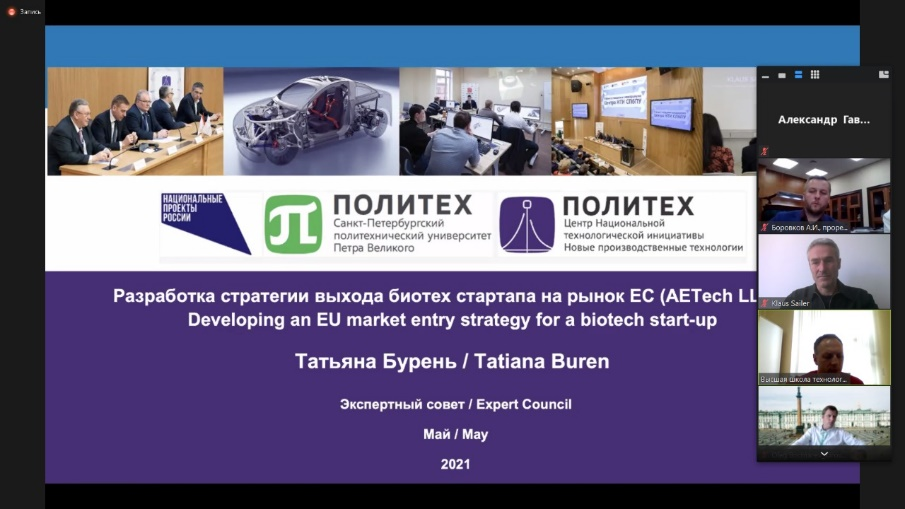 Запись
Александр Гав...
Боровков А.И., проре...
Klaus Sailer
Высшая школа технолог...
НАЦИОНАЛЬНЫЕ
ПРОЕКТЫ
РОССИИ
ПОЛИТЕХ
Санкт-Петербургский
политехнический университет
Петра Великого
ПОЛИТЕХ
Центр Национальной
технологической инициативы
Новые производственные технологии
Разработка стратегии выхода биотех стартапа на рынок ЕС (AETech LL
Developing an EU market entry strategy for a biotech start-up
Татьяна Бурень / Tatiana Buren
Экспертный совет / Expert Council
Май / May
2021